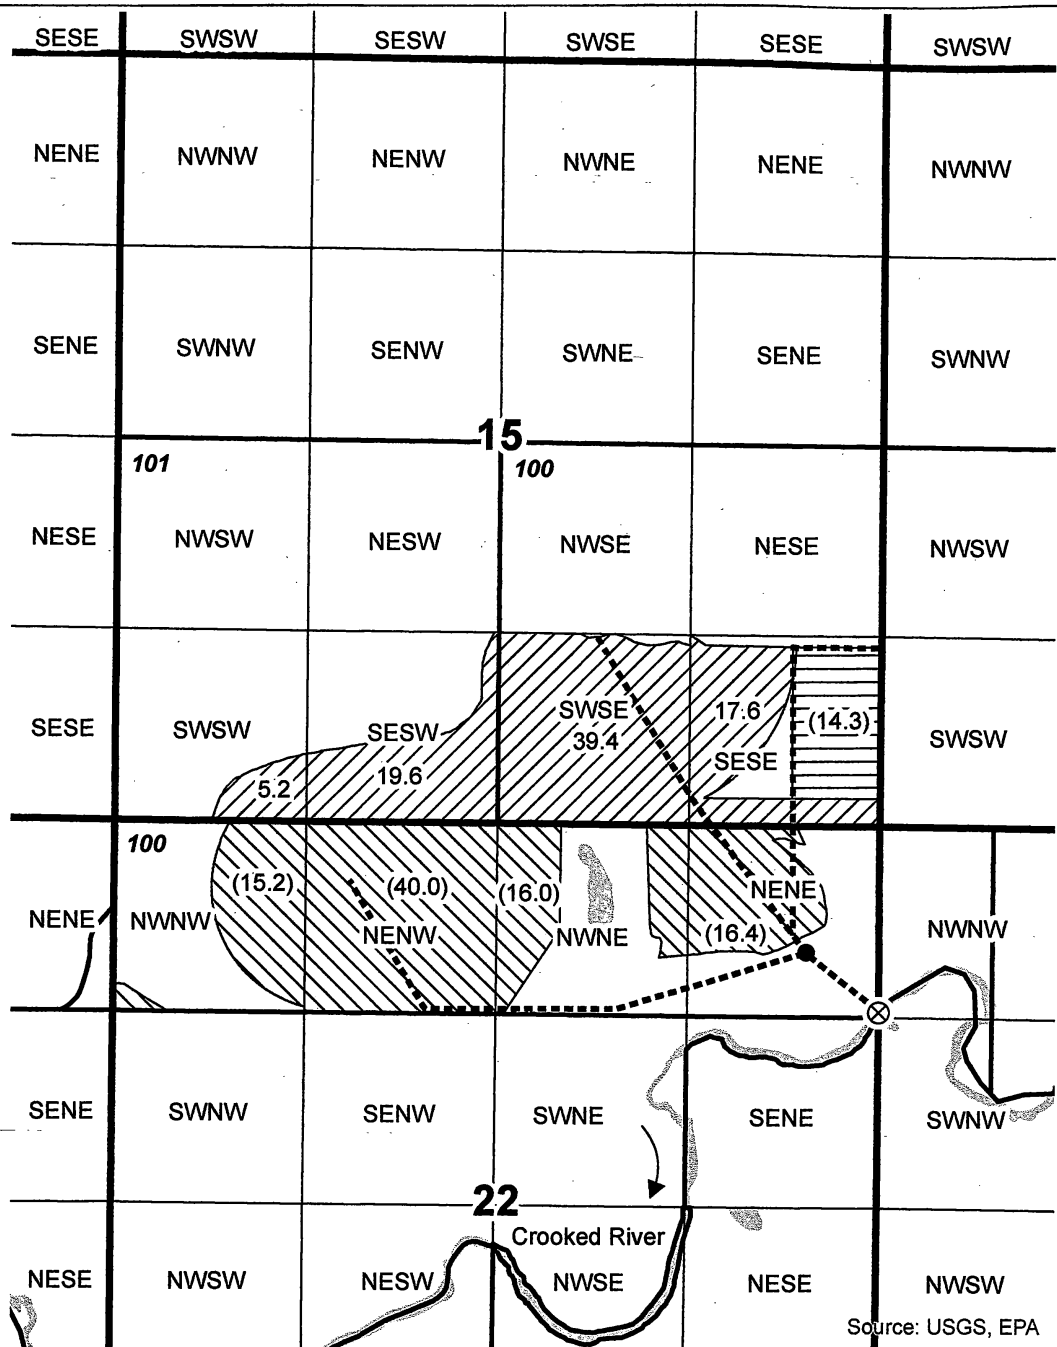 SESE SWSW SESW SWSE SESE SWSW
NENE NWNW NENW NWNE NENE NWNW
SENE SWNW SENW SWNE SENE SWNW
15
101 100
NESE NWSW NESW NWSE NESE NWSW
SESE SWSW SESW SWSE 17.6 (14.3) SWSW
39.4
SESE
5.2 19.6
100
(15.2) (40.0) (16.0) NENE
NENE NWNW NENW NWNE (16.4) NWNW
SENE SWNW SENW SWNE SENE SWNW
22
Crooked River
NESE NWSW NESW NWSE NESE NWSW
Source: USGS, EPA